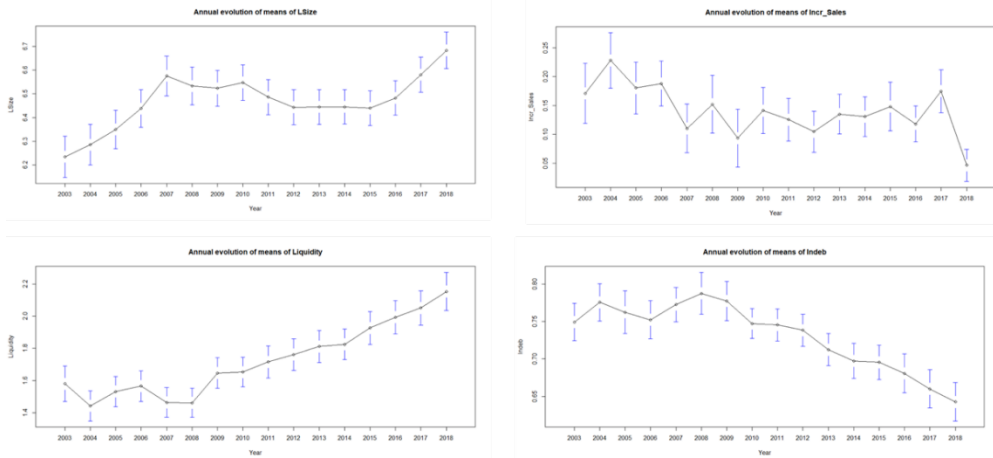 Annual evolution of means of LSize
LSize
6.7
6.6
6.5
6.4
6.3
6.2
2003 2004 2005 2006 2007 2008 2009 2010 2011 2012 2013 2014 2015 2016 2017 2018
Year
Annual evolution of means of Incr_Sales
Incr_Sales
0.25
0.20
0.15
0.10
0.05
2003 2004 2005 2006 2007 2008 2009 2010 2011 2012 2013 2014 2015 2016 2017 2018
Year
Annual evolution of means of Liquidity
Liquidity
2.2
2.0
1.8
1.6
1.4
2003 2004 2005 2006 2007 2008 2009 2010 2011 2012 2013 2014 2015 2016 2017 2018
Year
Annual evolution of means of Indeb
Indeb
0.80
0.75
0.70
0.65
2003 2004 2005 2006 2007 2008 2009 2010 2011 2012 2013 2014 2015 2016 2017 2018
Year